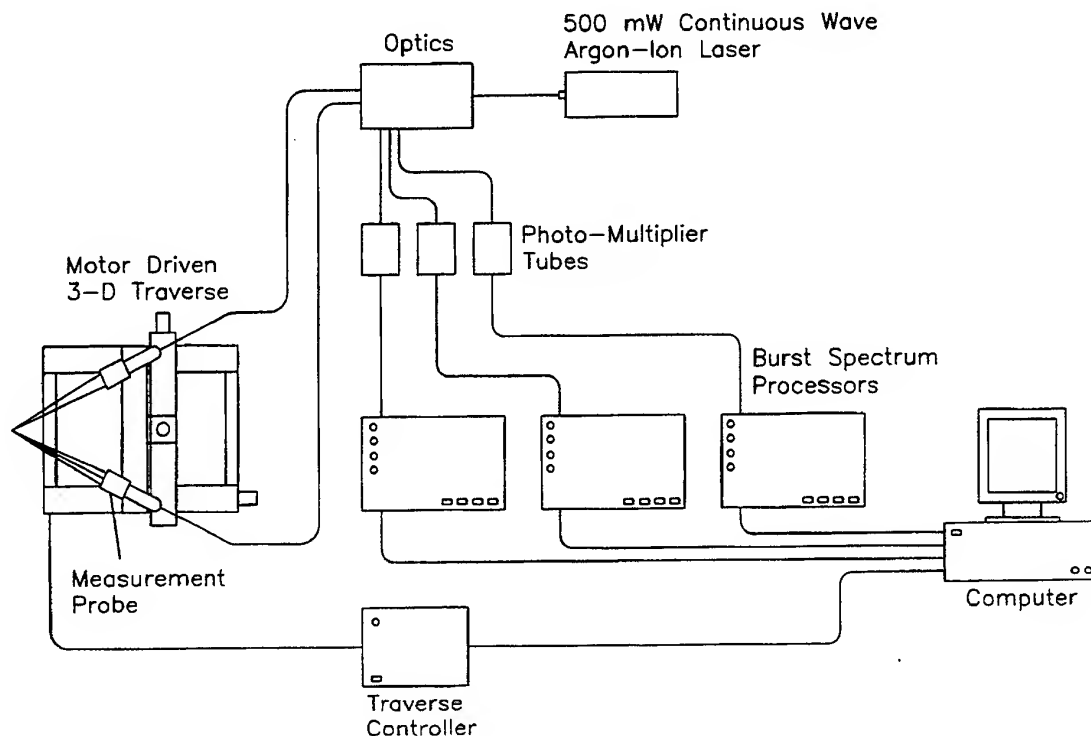 500 mW Continuous Wave
Argon-Ion Laser
Optics
Photo-Multiplier
Tubes
Motor Driven
3-D Traverse
Burst Spectrum
Processors
Measurement
Probe
Computer
Traverse
Controller